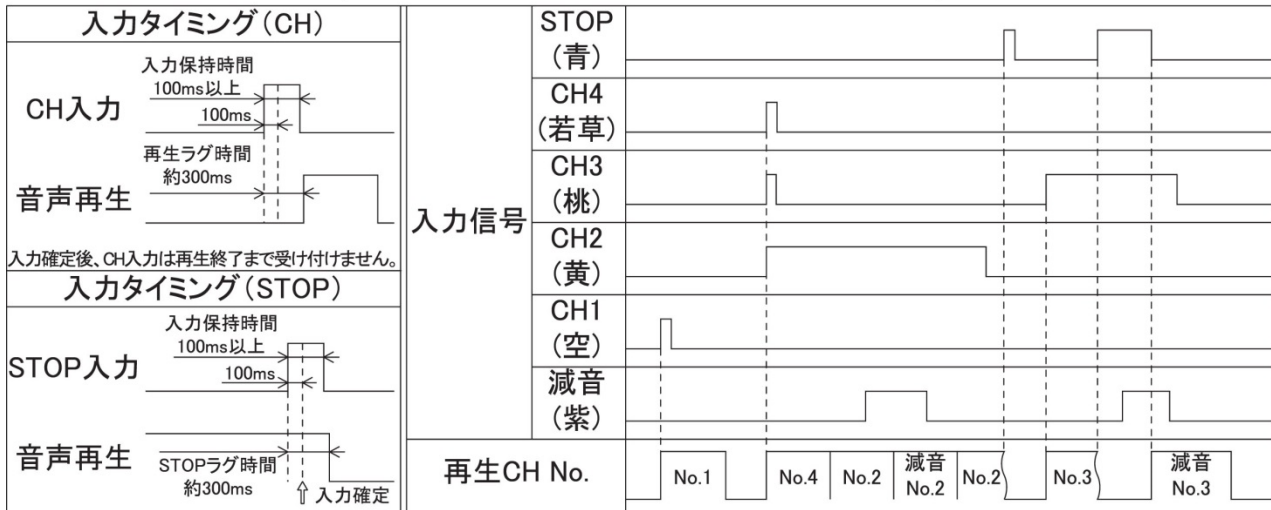 入力タイミング(CH)
入力保持時間
100ms以上
CH入力
100ms
再生ラグ時間
約300ms
音声再生
入力確定後、CH入力は再生終了まで受け付けません。
入力タイミング(STOP)
入力保持時間
100ms以上
STOP入力
100ms
音声再生
STOPラグ時間
約300ms
入力確定
入力信号
STOP
(青)
CH4
(若草)
CH3
(桃)
CH2
(黄)
CH1
(空)
減音
(紫)
再生CH No.
No.1
No.4
No.2
減音
No.2
No.2
No.3
減音
No.3